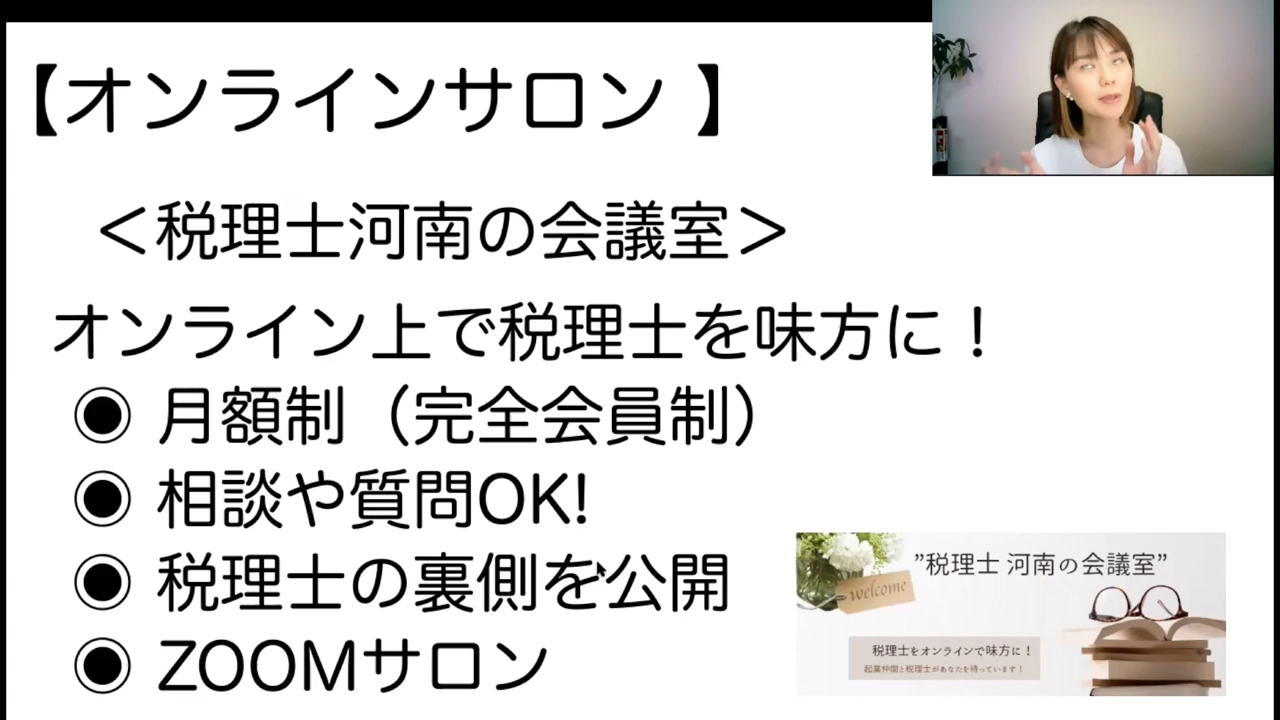 【オンラインサロン 】
＜税理士河南の会議室＞
オンライン上で税理士を味方に！
◉ 月額制（完全会員制）
◉ 相談や質問OK!
◉ 税理士の裏側を公開
◉ ZOOMサロン
”税理士 河南の会議室”
welcome
税理士をオンラインで味方に！
起業仲間と税理士があなたを待っています！